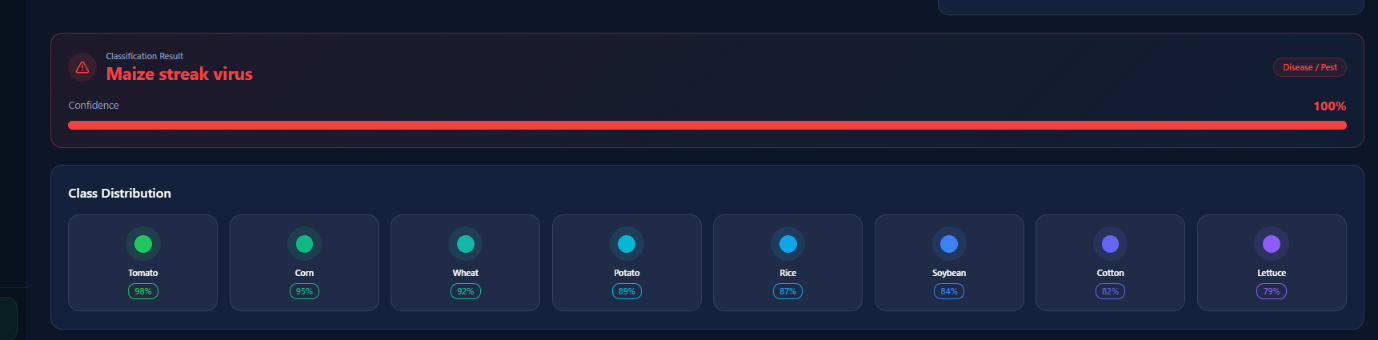 Classification Result
Maize streak virus
Disease / Pest
Confidence
100%
Class Distribution
Tomato
98%
Corn
95%
Wheat
92%
Potato
89%
Rice
87%
Soybean
84%
Cotton
82%
Lettuce
79%